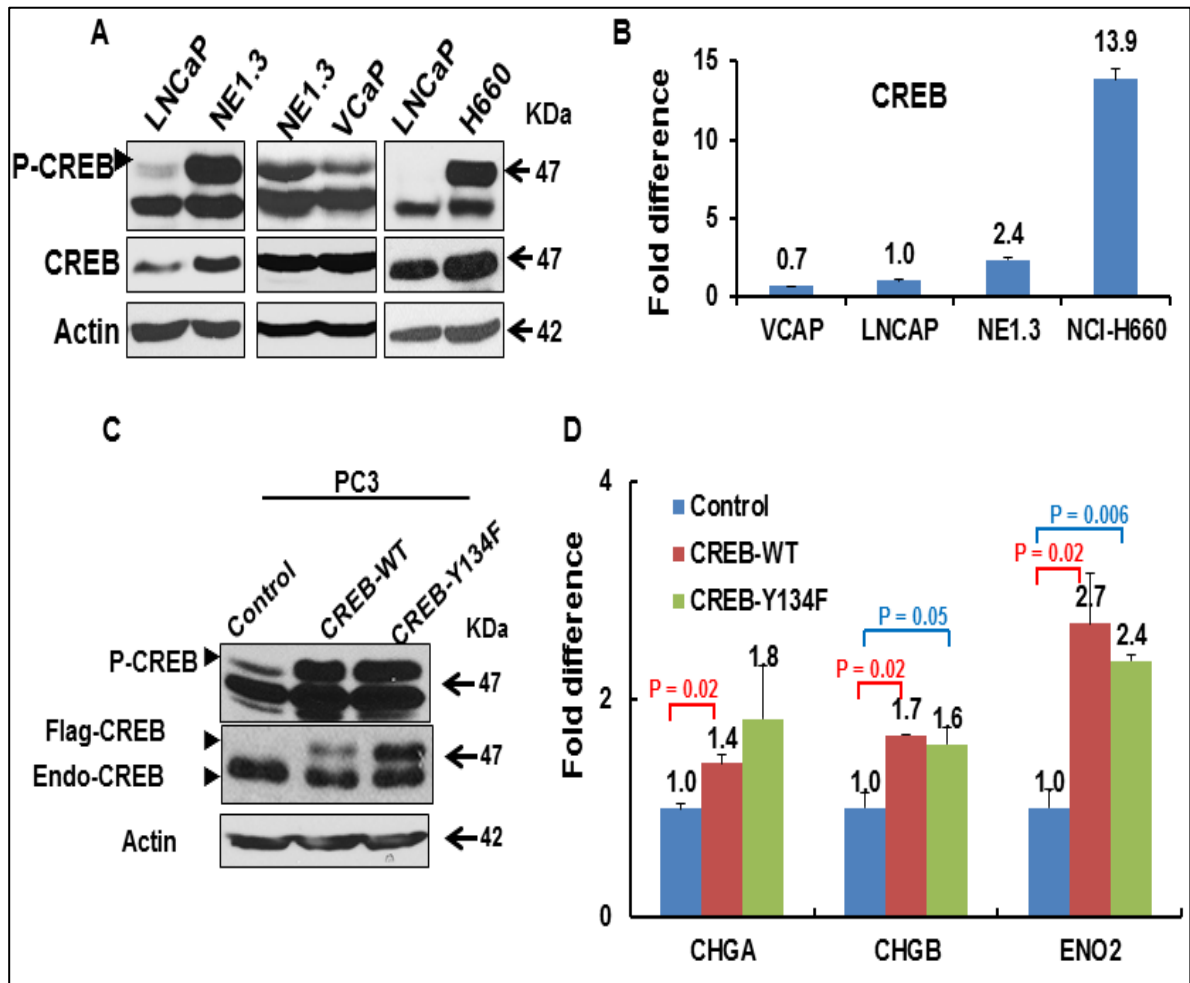 A
LNCaP NE1.3 NE1.3 VCaP LNCaP H660 KDa
P-CREB 47
CREB 47
Actin 42
B
CREB
Fold difference
15
10
5
0
0.7 1.0 2.4 13.9
VCAP LNCAP NE1.3 NCI-H660
C
PC3
Control CREB-WT CREB-Y134F KDa
P-CREB 47
Flag-CREB 47
Endo-CREB
Actin 42
D
Fold difference
4
2
0
Control
CREB-WT
CREB-Y134F
P = 0.02
1.0 1.4 1.8
P = 0.05
P = 0.02
1.0 1.7 1.6
P = 0.006
P = 0.02
1.0 2.7 2.4
CHGA CHGB ENO2